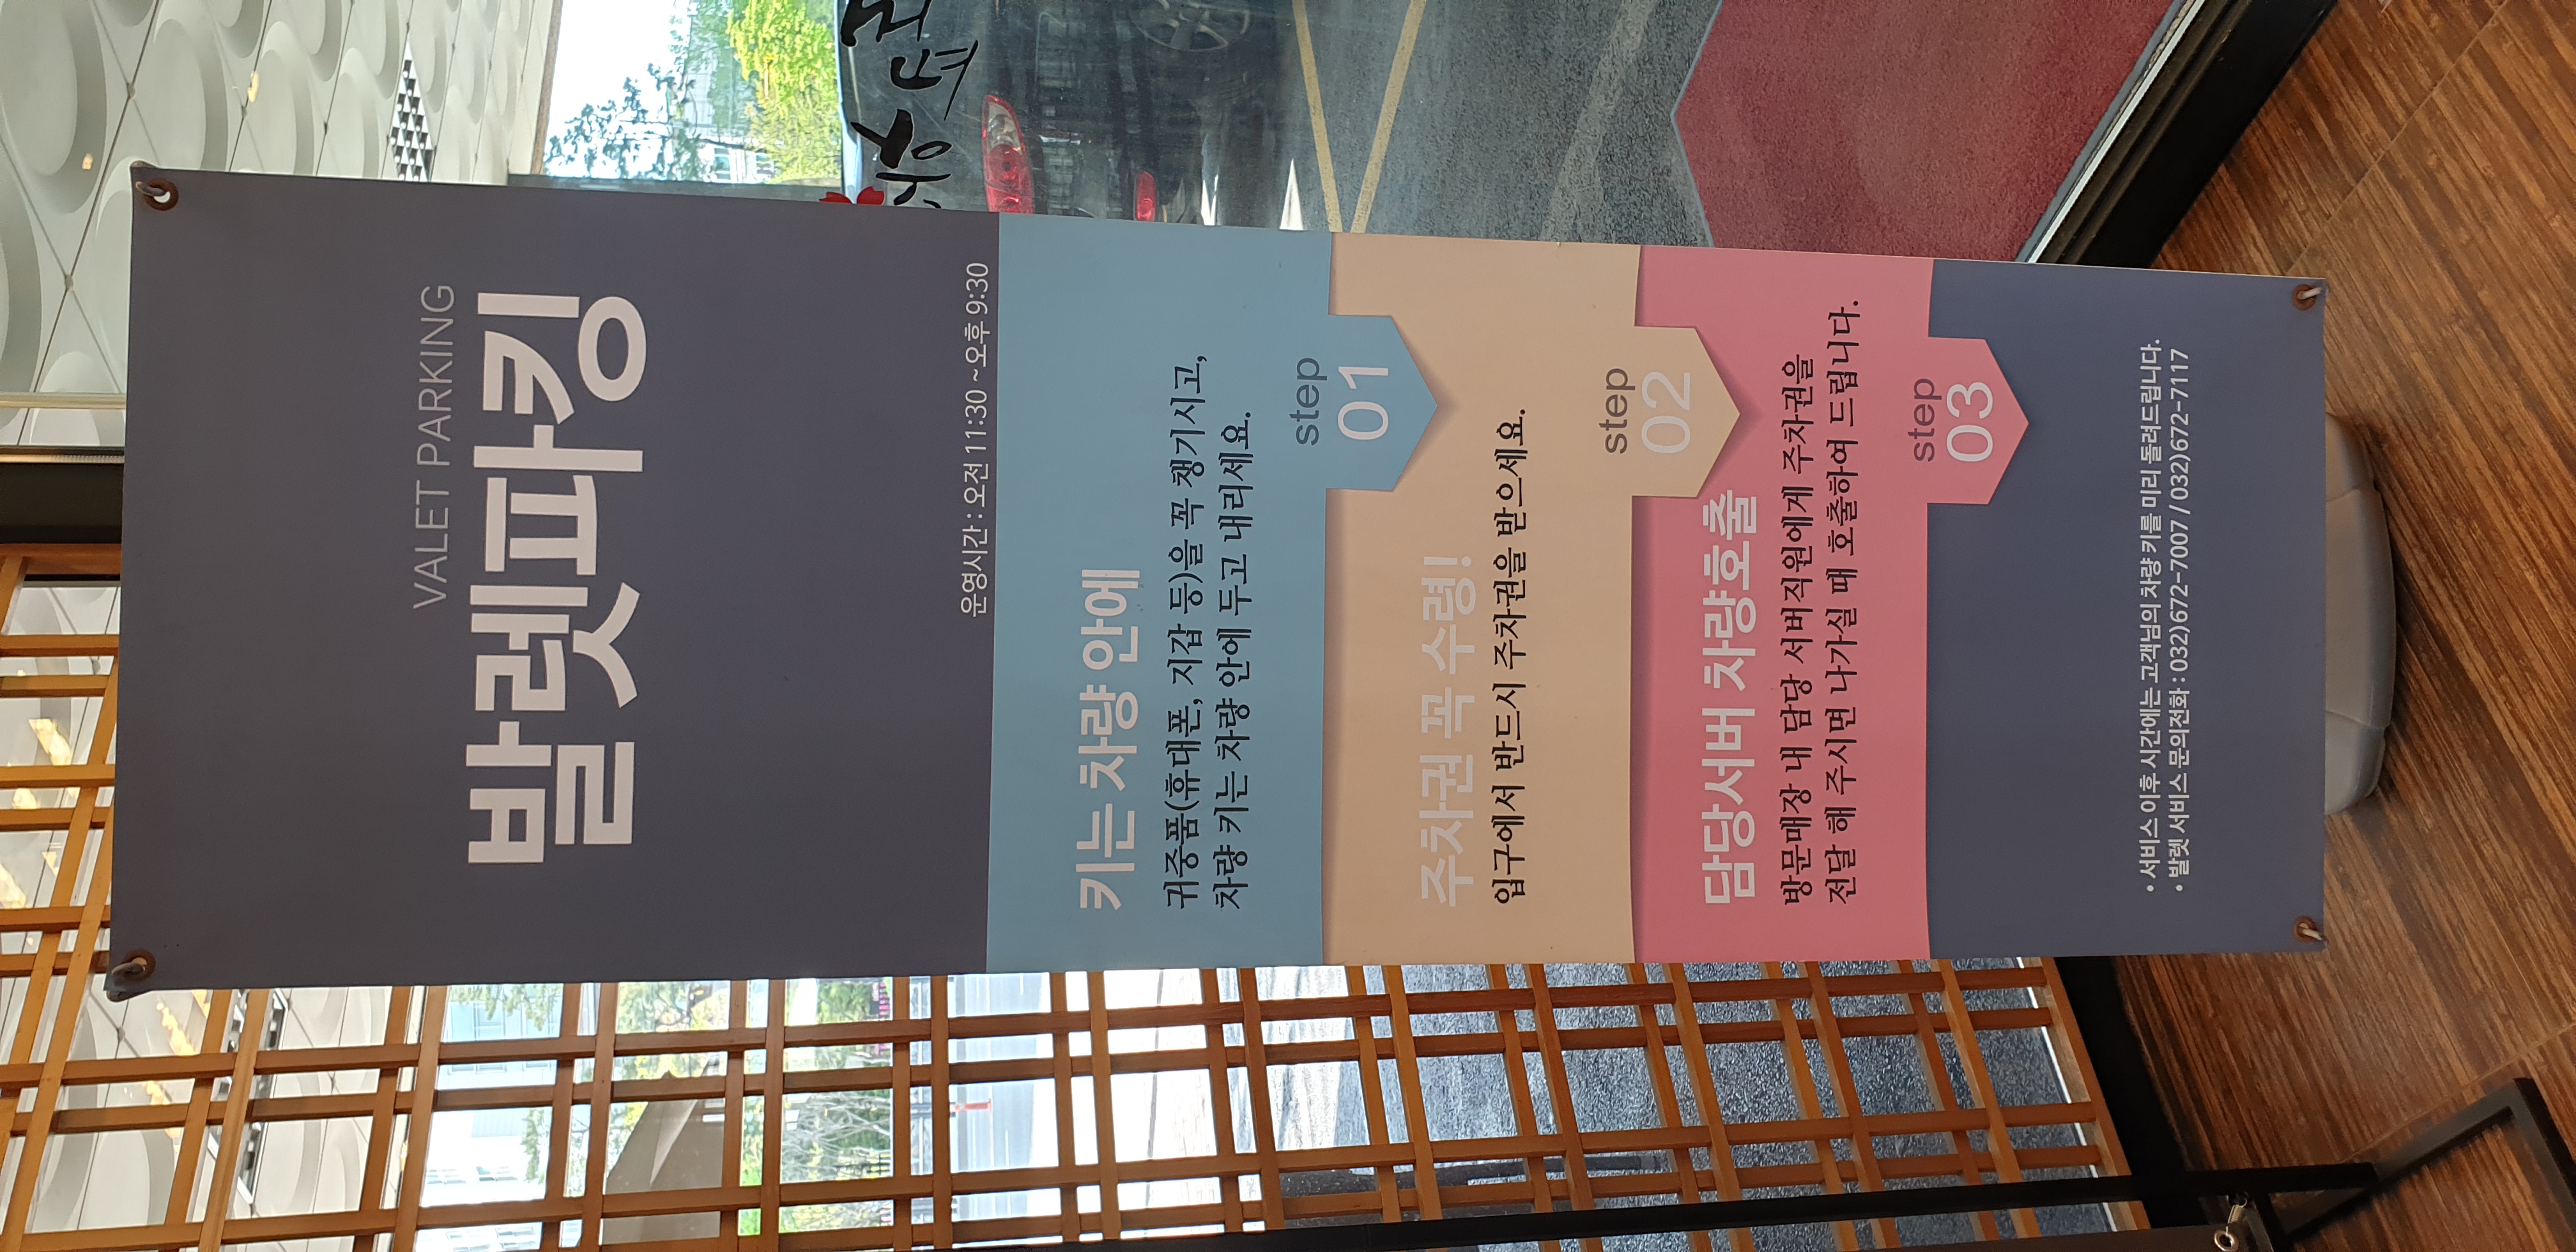 VALET PARKING
발렛파킹
운영시간 : 오전 11:30 ~오후 9:30
키는 차량 안에
귀중품(휴대폰, 지갑 등)을 꼭 챙기시고,
차량 키는 차량 안에 두고 내리세요.
step
01
주차권 꼭 수령!
입구에서 반드시 주차권을 받으세요.
step
02
담당서버 차량호출
방문매장 내 담당 서버직원에게 주차권을
전달 해 주시면 나가실 때 호출하여 드립니다.
step
03
• 서비스 이후 시간에는 고객님의 차량 키를 미리 돌려드립니다.
• 발렛 서비스 문의전화 : 032)672-7007 / 032)672-7117